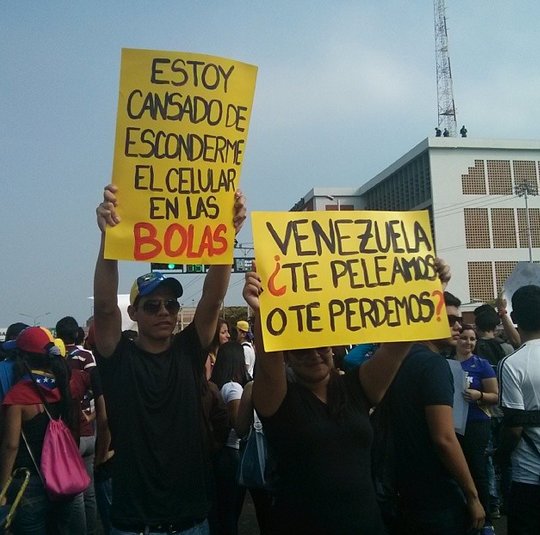 ESTOY
CANSADO DE
ESCONDERME
EL CELULAR
EN LAS
BOLAS
VENEZUELA
¿TE PELEAMOS
O TE PERDEMOS?